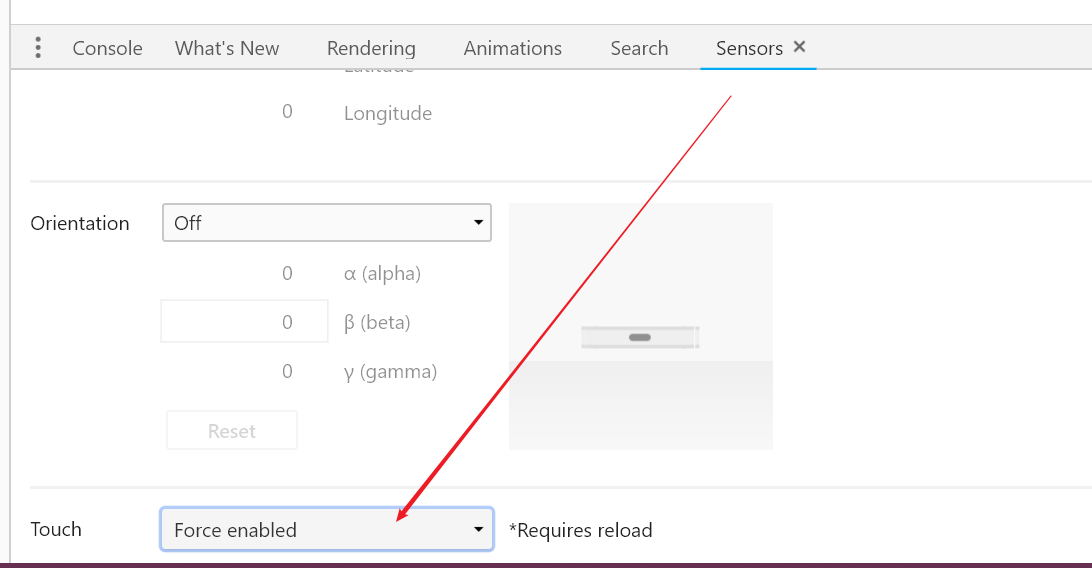 Console What's New Rendering Animations Search Sensors ×
Latitude
0 Longitude
Orientation Off
0 α (alpha)
0 β (beta)
0 γ (gamma)
Reset
Touch Force enabled *Requires reload